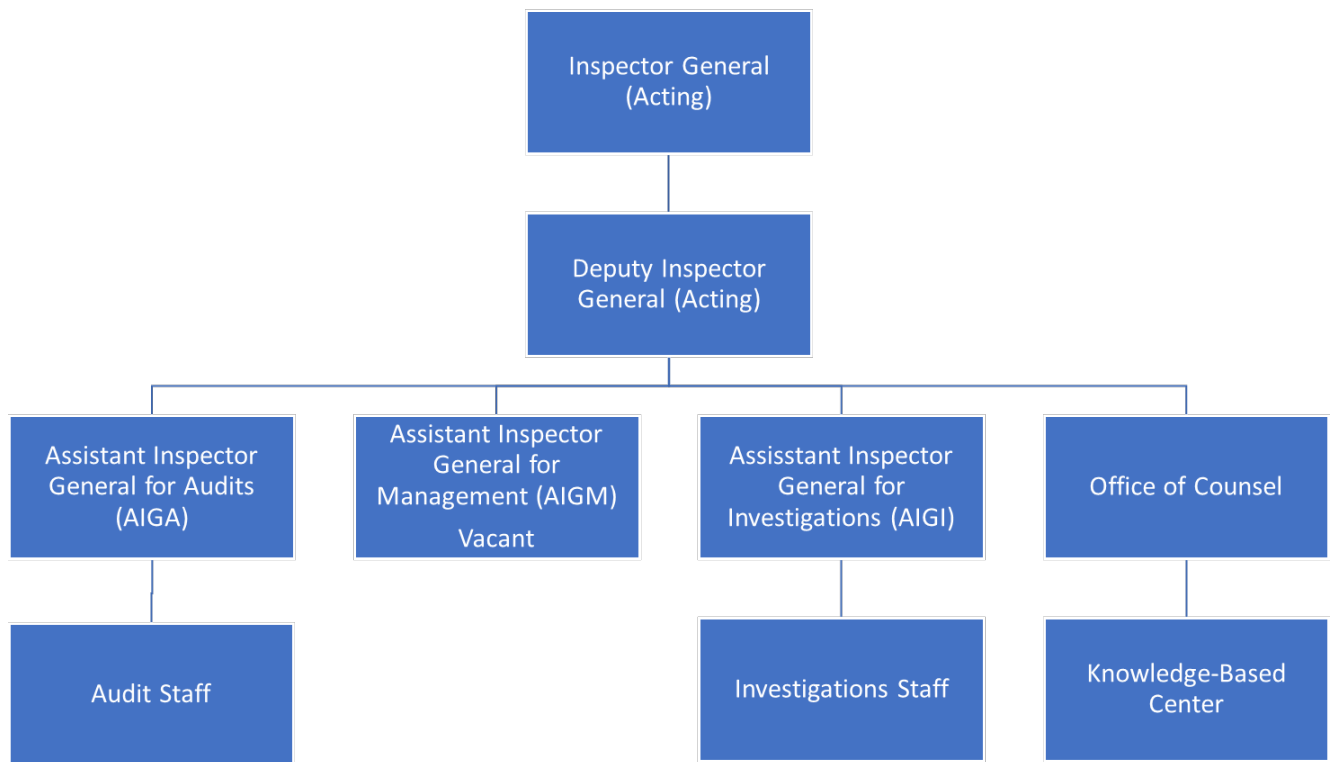 Inspector General
(Acting)
Deputy Inspector
General (Acting)
Assistant Inspector
General for Audits
(AIGA)
Assistant Inspector
General for
Management (AIGM)
Vacant
Assisstant Inspector
General for
Investigations (AIGI)
Office of Counsel
Audit Staff
Investigations Staff
Knowledge-Based
Center